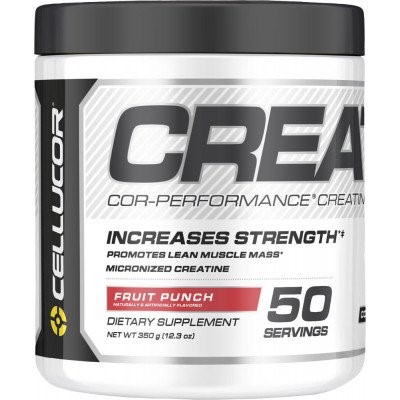 CELLUCOR
CREAT
COR-PERFORMANCE® CREATIN
INCREASES STRENGTH*‡
PROMOTES LEAN MUSCLE MASS*
MICRONIZED CREATINE
FRUIT PUNCH
NATURALLY & ARTIFICIALLY FLAVORED
50
SERVINGS
DIETARY SUPPLEMENT
NET WT 350 g (12.3 oz)